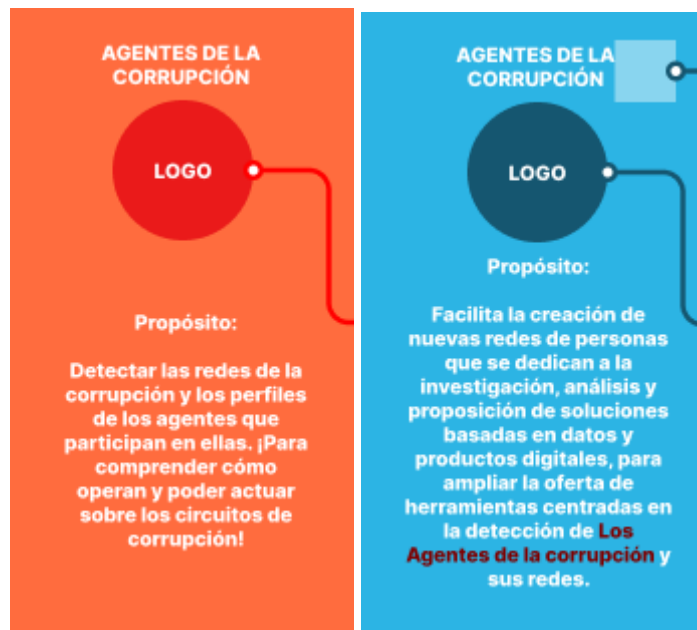 AGENTES DE LA
CORRUPCIÓN
LOGO
Propósito:
Detectar las redes de la
corrupción y los perfiles
de los agentes que
participan en ellas. ¡Para
comprender cómo
operan y poder actuar
sobre los circuitos de
corrupción!
AGENTES DE LA
CORRUPCIÓN
LOGO
Propósito:
Facilita la creación de
nuevas redes de personas
que se dedican a la
investigación, análisis y
proposición de soluciones
basadas en datos y
productos digitales, para
ampliar la oferta de
herramientas centradas en
la detección de Los
Agentes de la corrupción y
sus redes.